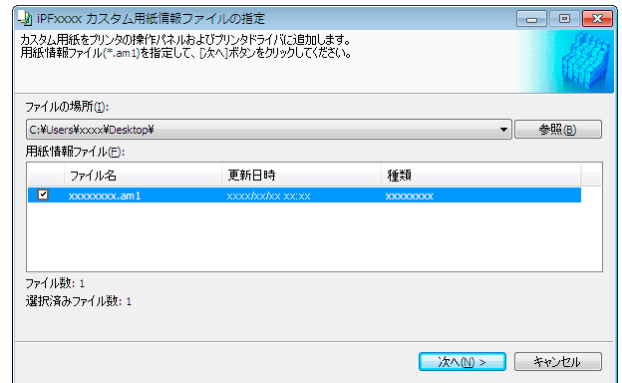 iPFxxxx カスタム用紙情報ファイルの指定
カスタム用紙をプリンタの操作パネルおよびプリンタドライバに追加します。
用紙情報ファイル(*.am1)を指定して、[次へ]ボタンをクリックしてください。
ファイルの場所(I):
C:¥Users¥xxxx¥Desktop¥ 参照(B)
用紙情報ファイル(F):
ファイル名 更新日時 種類
xxxxxxxx.am1 xxxx/xx/xx xx:xx xxxxxxxx
ファイル数: 1
選択済みファイル数: 1
次へ(N) > キャンセル